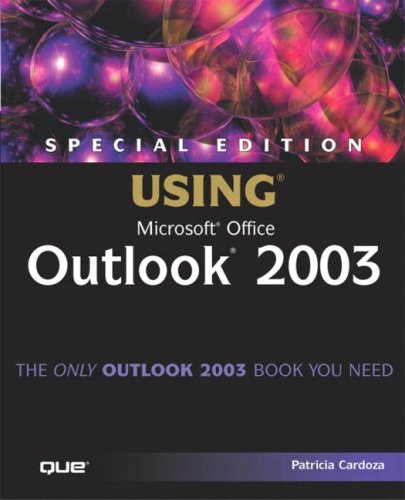 SPECIAL EDITION
USING®
Microsoft® Office
Outlook® 2003
THE ONLY OUTLOOK 2003 BOOK YOU NEED
QUE®
Patricia Cardoza